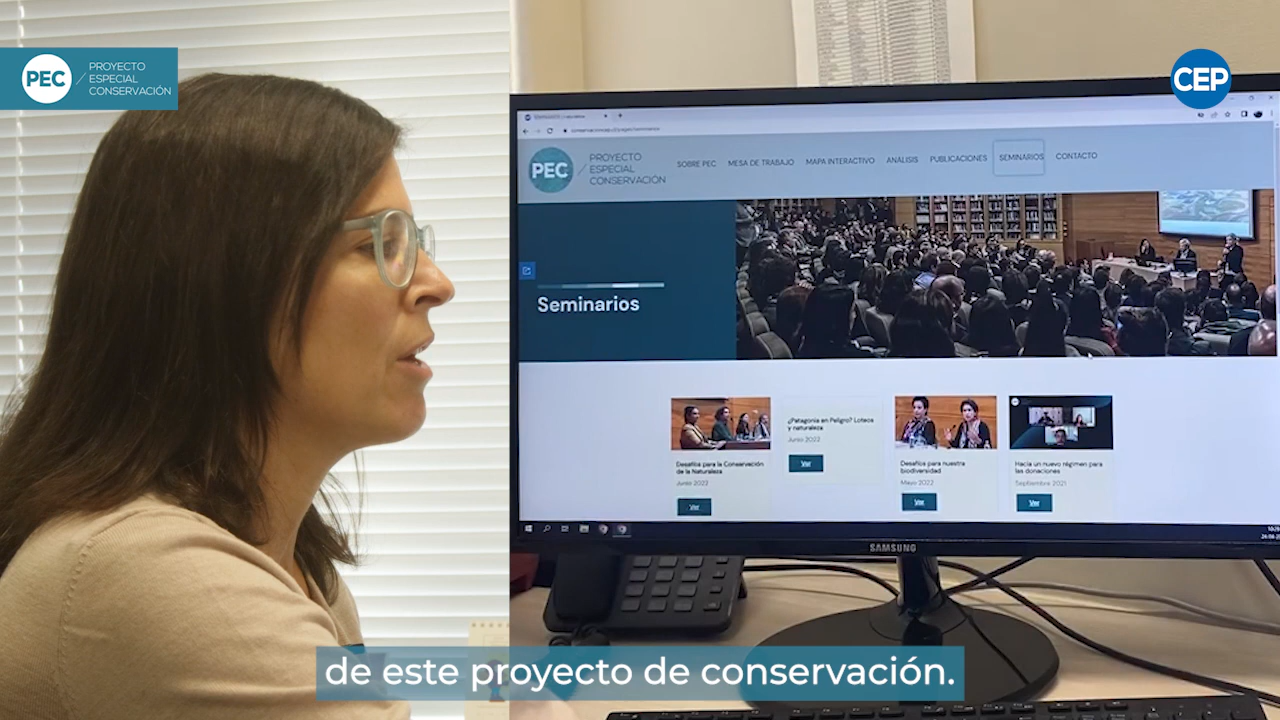 PEC
PROYECTO
ESPECIAL
CONSERVACIÓN
CEP
PEC
PROYECTO
ESPECIAL
CONSERVACIÓN
SOBRE PEC
MESA DE TRABAJO
MAPA INTERACTIVO
ANÁLISIS
PUBLICACIONES
SEMINARIOS
CONTACTO
Seminarios
Desafíos para la Conservación
de la Naturaleza
Junio 2023
Ver
¿Patagonia en Peligro? Loteos
y naturaleza
Junio 2022
Ver
Desafíos para nuestra
biodiversidad
Mayo 2022
Ver
Hacia un nuevo régimen para
las donaciones
Septiembre 2021
Ver
SAMSUNG
de este proyecto de conservación.